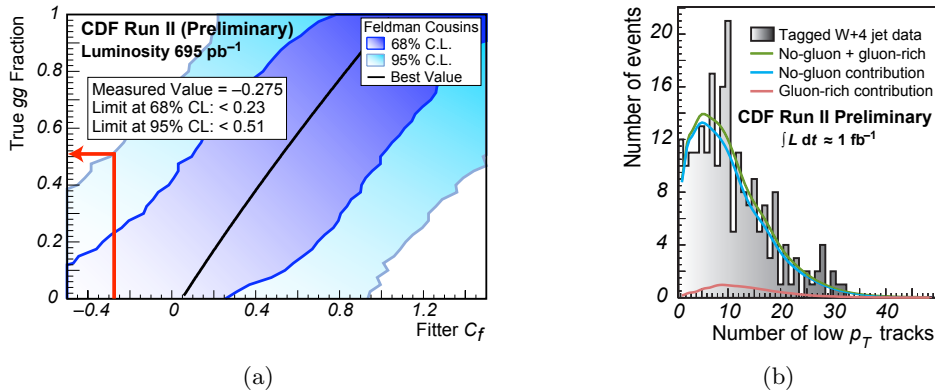 CDF Run II (Preliminary)
Luminosity 695 pb⁻¹
Feldman Cousins
68% C.L.
95% C.L.
Best Value
Measured Value = –0.275
Limit at 68% CL: < 0.23
Limit at 95% CL: < 0.51
True gg Fraction
1
0.8
0.6
0.4
0.2
0
–0.4 0 0.4 0.8 1.2
Fitter C_f
(a)
Tagged W+4 jet data
No-gluon + gluon-rich
No-gluon contribution
Gluon-rich contribution
CDF Run II Preliminary
∫L dt ≈ 1 fb⁻¹
Number of events
20
16
12
8
4
0
0 10 20 30 40
Number of low p_T tracks
(b)